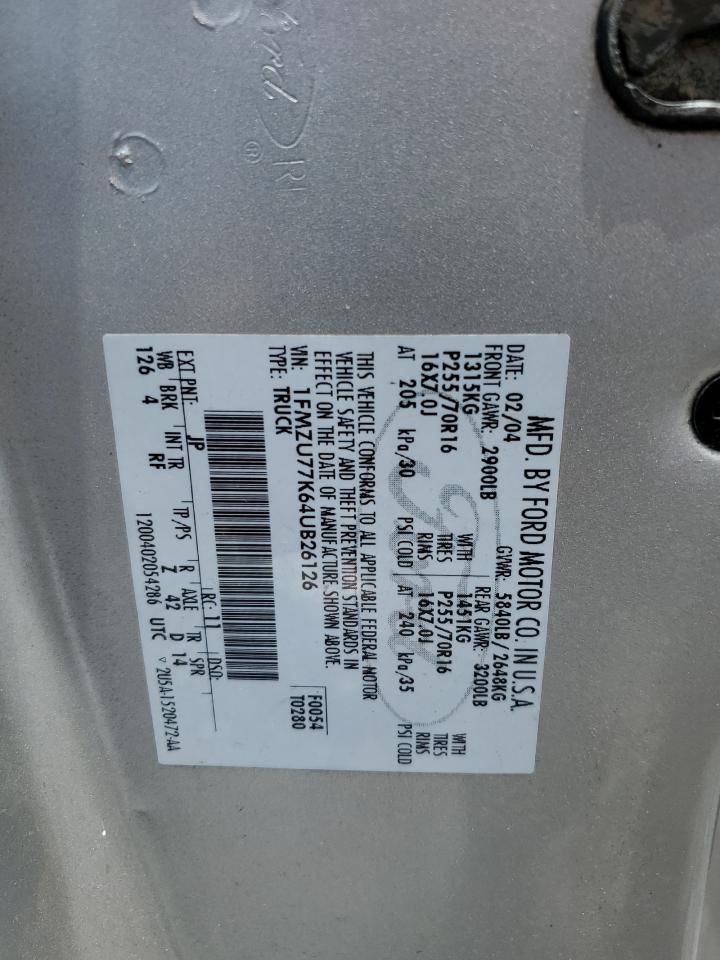 Ford
MFD. BY FORD MOTOR CO. IN U.S.A.
DATE: 02/04 GVWR: 5840LB/ 2648KG
FRONT GAWR: 2900LB REAR GAWR: 3200LB
1315KG WITH 1451KG WITH
P255/70R16 TIRES P255/70R16 TIRES
16X7.0J RIMS 16X7.0J RIMS
AT 205 kPa/30 PSI COLD AT 240 kPa/35 PSI COLD
THIS VEHICLE CONFORMS TO ALL APPLICABLE FEDERAL MOTOR
VEHICLE SAFETY AND THEFT PREVENTION STANDARDS IN
EFFECT ON THE DATE OF MANUFACTURE SHOWN ABOVE.
VIN: 1FMZU77K64UB26126 F0054
TYPE: TRUCK T0280
EXT PNT: JP RC: 11 DSO:
WB BRK INT TR TP/PS R AXLE TR SPR
126 4 RF Z 42 D 14
1200402054286 UTC ▽ 2U5A-1520472-AA